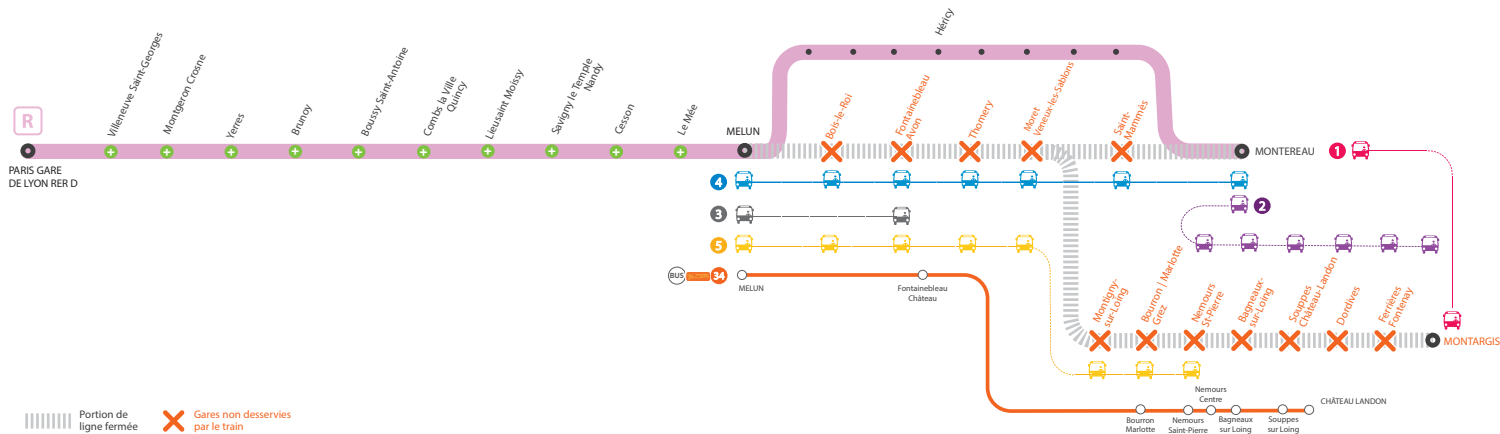 R
PARIS GARE
DE LYON RER D
Villeneuve Saint-Georges
Montgeron Crosne
Yerres
Brunoy
Boussy Saint-Antoine
Combs la Ville
Quincy
Lieusaint Moissy
Savigny le Temple
Nandy
Cesson
Le Mée
MELUN
Héricy
Bois-le-Roi
Fontainebleau
Avon
Thomery
Moret
Veneux-les-Sablons
Saint-
Mammès
MONTEREAU
1
4
2
3
5
BUS
34
MELUN
Fontainebleau
Château
Montigny-
sur-Loing
Bourron | Marlotte
Grez
Nemours
St-Pierre
Bagneaux-
sur-Loing
Souppes
Château-Landon
Dordives
Ferrières
Fontenay
MONTARGIS
Bourron
Marlotte
Nemours
Saint-Pierre
Nemours
Centre
Bagneaux
sur Loing
Souppes
sur Loing
CHÂTEAU LANDON
Portion de
ligne fermée
Gares non desservies
par le train